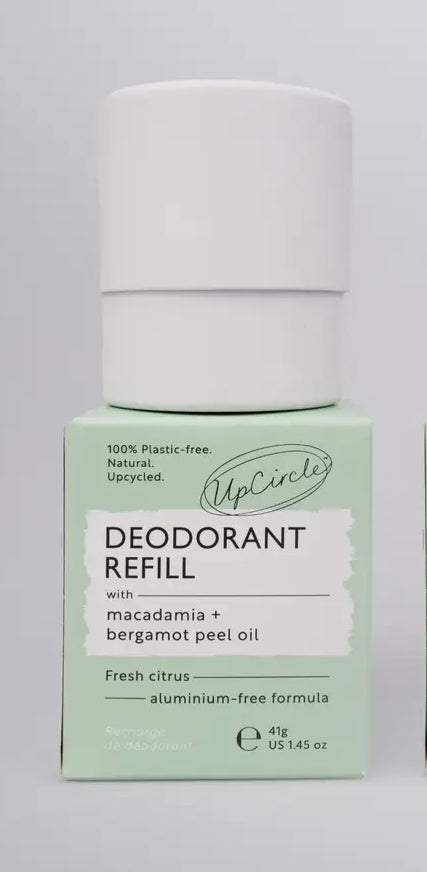 100% Plastic-free.
Natural.
Upcycled.
UpCircle
DEODORANT
REFILL
with
macadamia +
bergamot peel oil
Fresh citrus
aluminium-free formula
Recharge
de déodorant
℮ 41g
US 1.45 oz